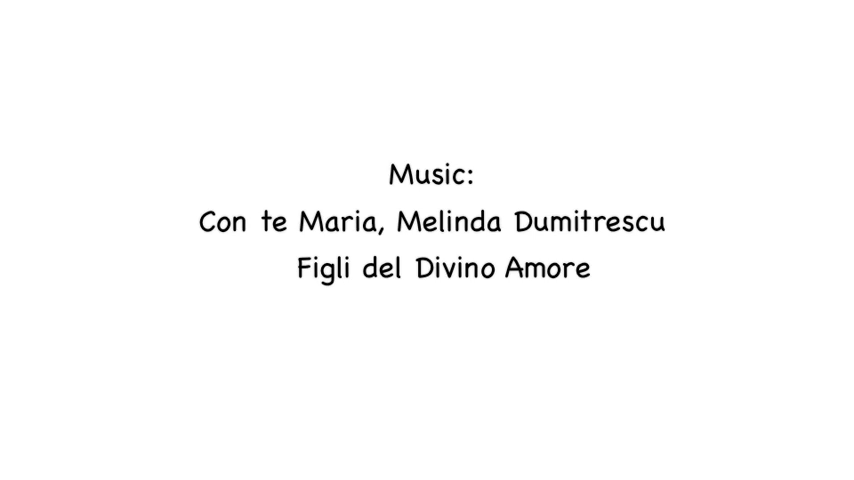 Music:
Con te Maria, Melinda Dumitrescu
Figli del Divino Amore